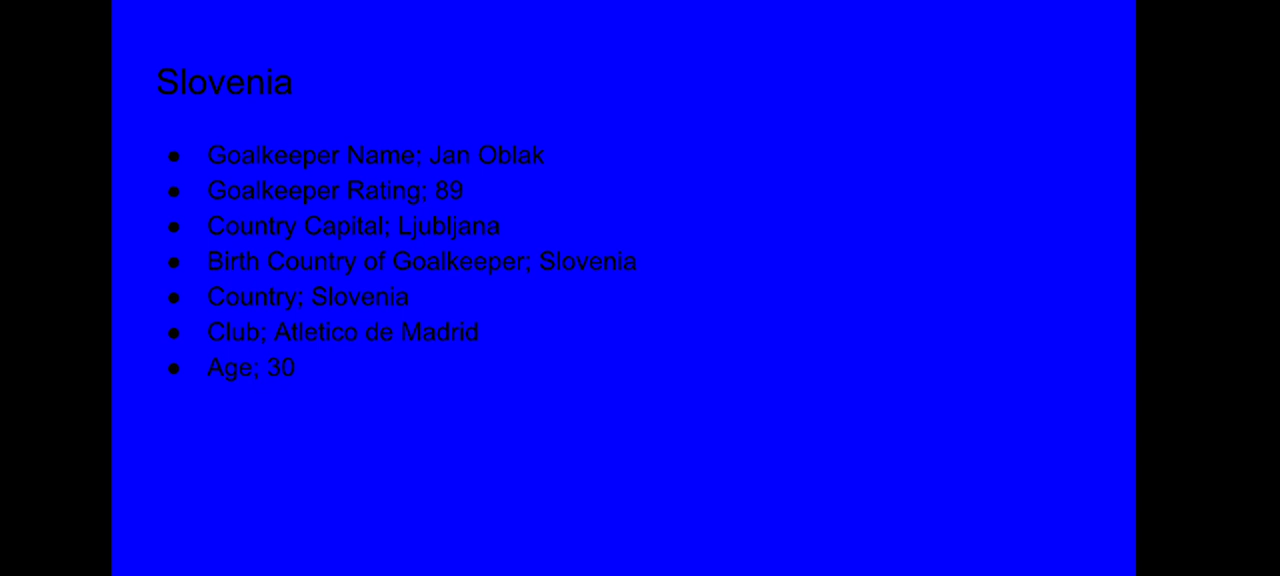 Slovenia
● Goalkeeper Name; Jan Oblak
● Goalkeeper Rating; 89
● Country Capital; Ljubljana
● Birth Country of Goalkeeper; Slovenia
● Country; Slovenia
● Club; Atletico de Madrid
● Age; 30